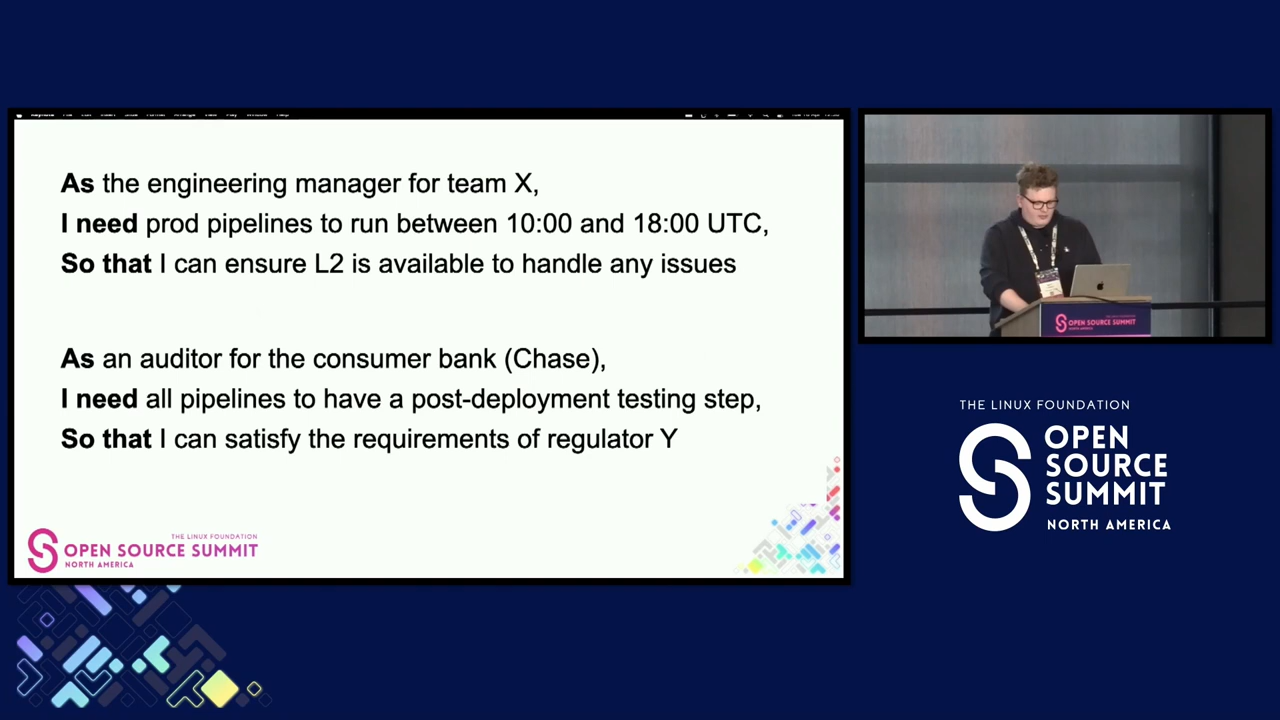 As the engineering manager for team X,
I need prod pipelines to run between 10:00 and 18:00 UTC,
So that I can ensure L2 is available to handle any issues
As an auditor for the consumer bank (Chase),
I need all pipelines to have a post-deployment testing step,
So that I can satisfy the requirements of regulator Y
THE LINUX FOUNDATION
OPEN SOURCE SUMMIT
NORTH AMERICA
OPEN SOURCE SUMMIT
THE LINUX FOUNDATION
OPEN
SOURCE
SUMMIT
NORTH AMERICA